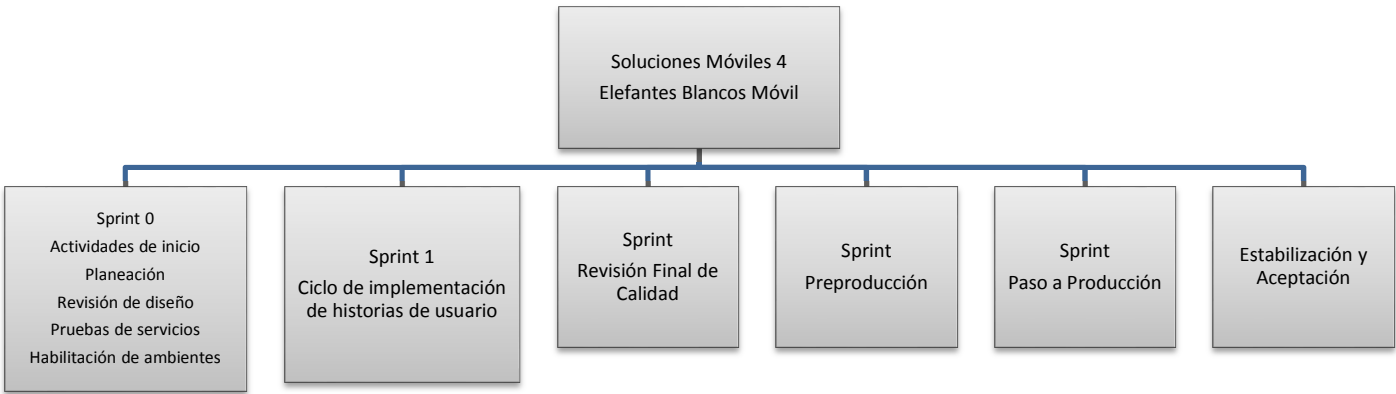 Soluciones Móviles 4
Elefantes Blancos Móvil
Sprint 0
Actividades de inicio
Planeación
Revisión de diseño
Pruebas de servicios
Habilitación de ambientes
Sprint 1
Ciclo de implementación
de historias de usuario
Sprint
Revisión Final de
Calidad
Sprint
Preproducción
Sprint
Paso a Producción
Estabilización y
Aceptación